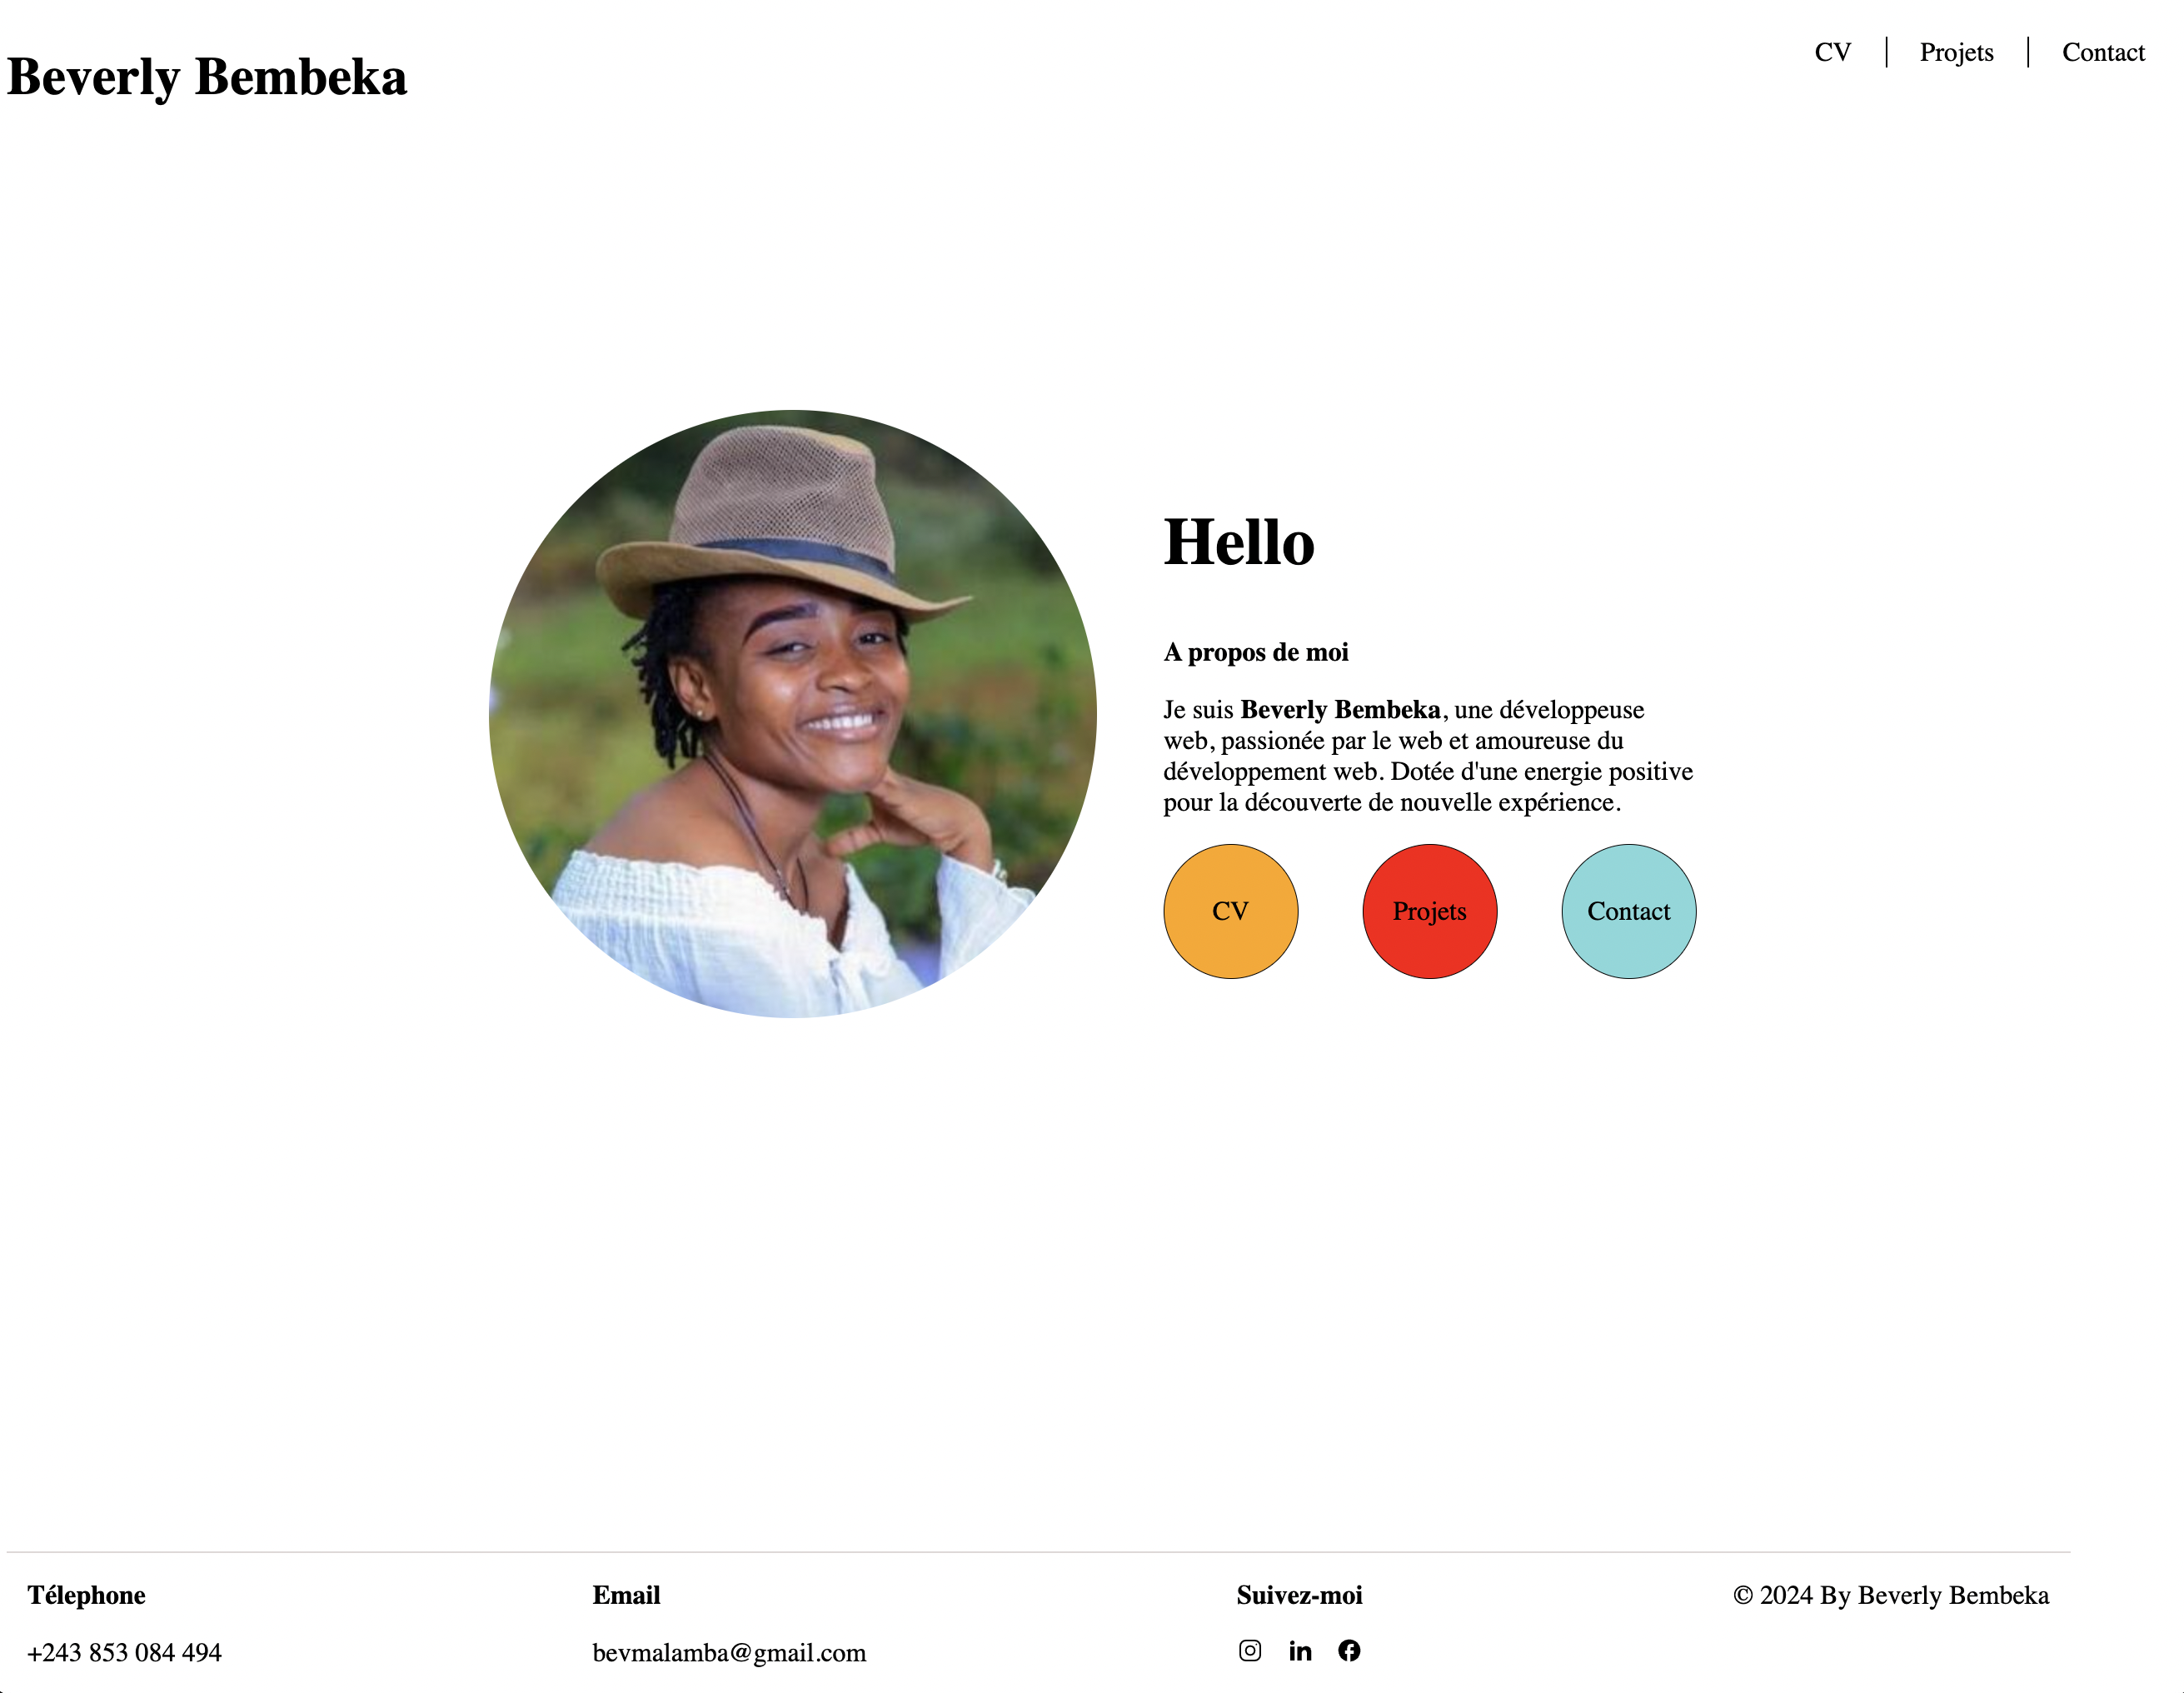 Beverly Bembeka
CV
Projets
Contact
Hello
A propos de moi
Je suis Beverly Bembeka, une développeuse
web, passionée par le web et amoureuse du
développement web. Dotée d'une energie positive
pour la découverte de nouvelle expérience.
CV
Projets
Contact
Télephone
+243 853 084 494
Email
bevmalamba@gmail.com
Suivez-moi
© 2024 By Beverly Bembeka